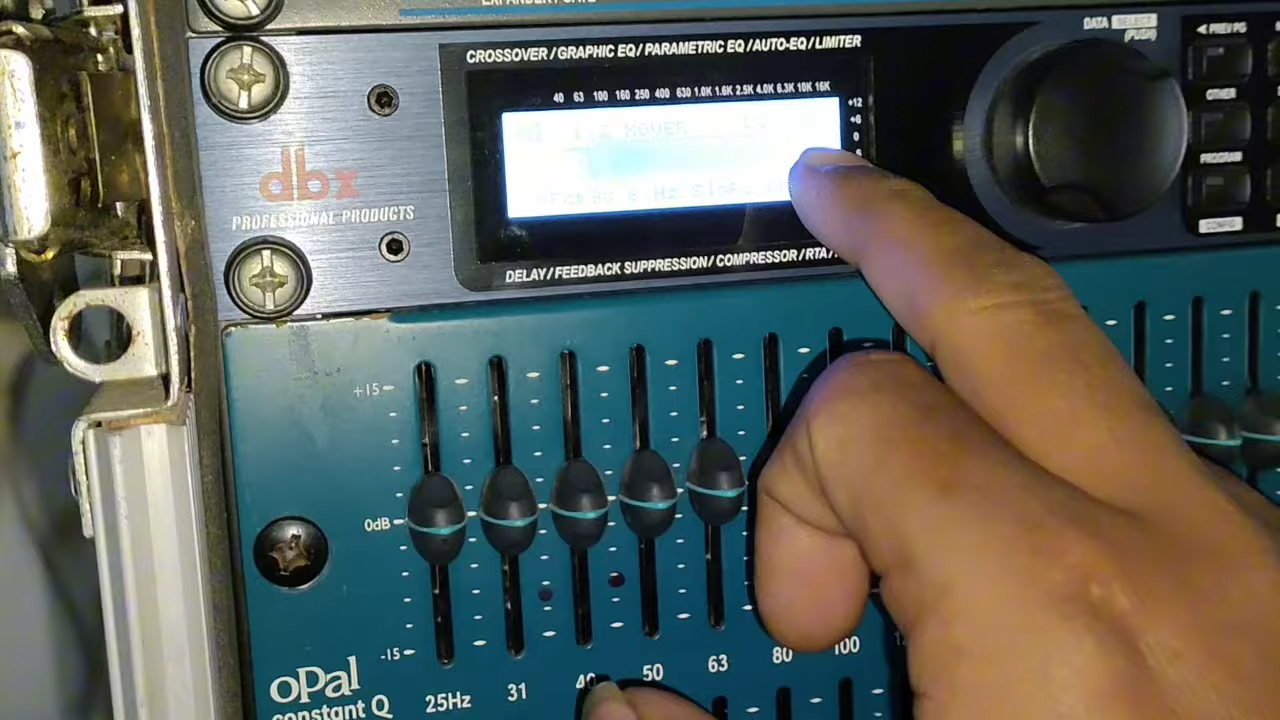 CROSSOVER / GRAPHIC EQ / PARAMETRIC EQ / AUTO-EQ / LIMITER
DATA SELECT
(PUSH)
◄ PREV PG
40 63 100 160 250 400 630 1.0K 1.6K 2.5K 4.0K 6.3K 10K 16K
+12
+6
0
OTHER
PROGRAM
CONFIG
dbx
PROFESSIONAL PRODUCTS
DELAY / FEEDBACK SUPPRESSION / COMPRESSOR / RTA /
+15
0dB
-15
oPal
constant Q
25Hz 31 40 50 63 80 100